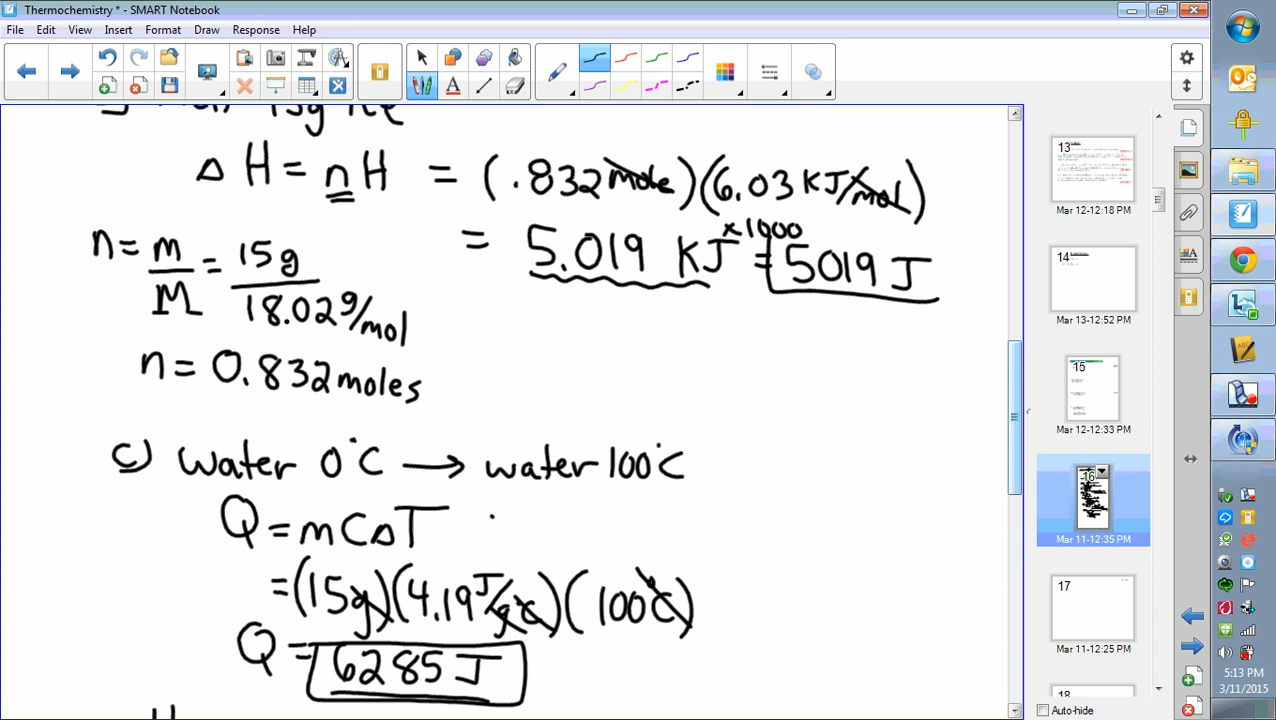 Thermochemistry * - SMART Notebook
File Edit View Insert Format Draw Response Help
Δ H = nH = (.832 mole)(6.03 KJ/mol)
= 5.019 KJ x1000 = 5019 J
n = m/M = 15g / 18.02 g/mol
n = 0.832 moles
c) water 0°C → water 100°C
Q = mCΔT
= (15g)(4.19 J/g°C)(100°C)
Q = 6285 J
13
Mar 12-12:18 PM
14
Mar 13-12:52 PM
15
Mar 12-12:33 PM
16
Mar 11-12:35 PM
17
Mar 11-12:25 PM
18
Auto-hide
5:13 PM
3/11/2015